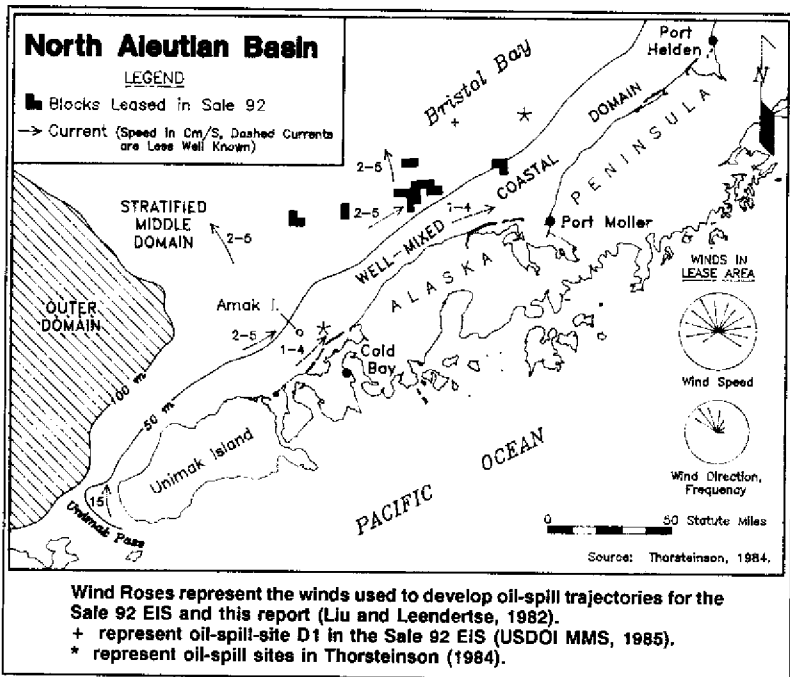 North Aleutian Basin
LEGEND
Blocks Leased in Sale 92
Current (Speed in Cm/S, Dashed Currents
are Less Well Known)
Port
Heiden
N
Bristol Bay
DOMAIN
PENINSULA
COASTAL
WELL-MIXED
ALASKA
2-5
2-5
1-4
STRATIFIED
MIDDLE
DOMAIN
2-5
Port Moller
WINDS IN
LEASE AREA
Wind Speed
Wind Direction,
Frequency
OUTER
DOMAIN
Amak I.
2-5
1-4
Cold
Bay
100 m
50 m
Unimak Island
15
Unimak Pass
PACIFIC OCEAN
0 50 Statute Miles
Source: Thorsteinson, 1984.
Wind Roses represent the winds used to develop oil-spill trajectories for the
Sale 92 EIS and this report (Liu and Leendertse, 1982).
+ represent oil-spill-site D1 in the Sale 92 EIS (USDOI MMS, 1985).
* represent oil-spill sites in Thorsteinson (1984).